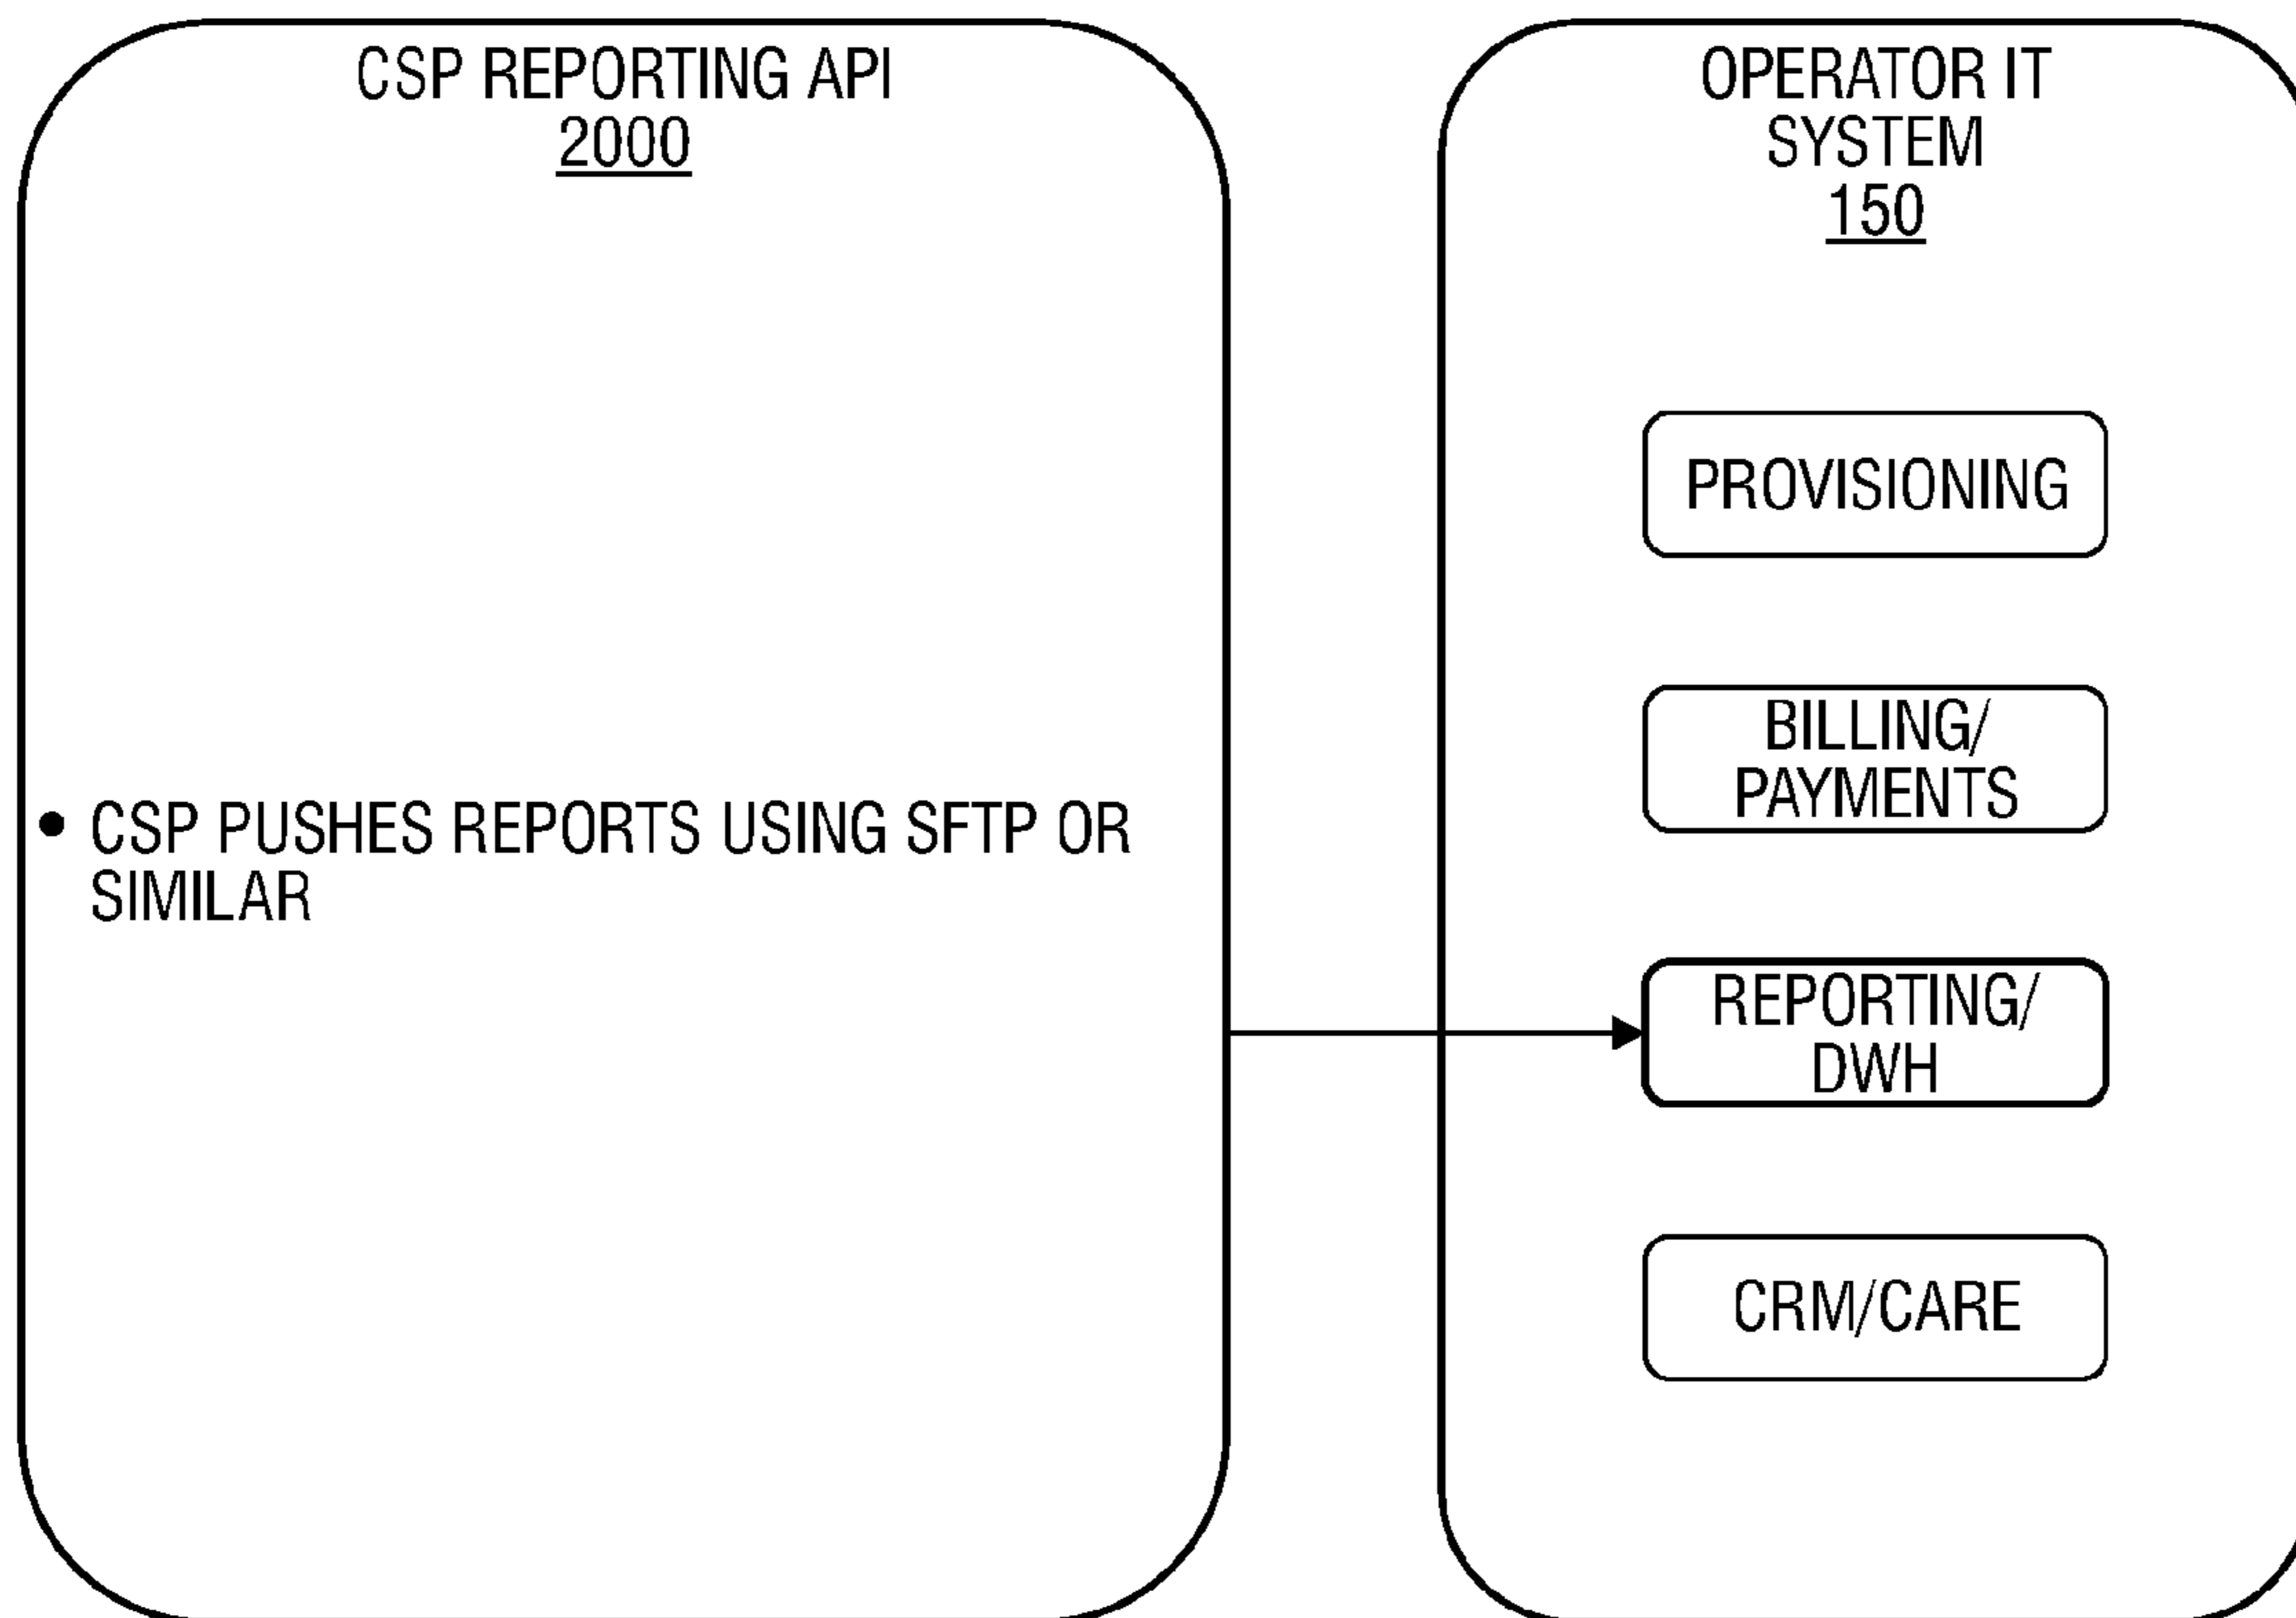 CSP REPORTING API
2000
• CSP PUSHES REPORTS USING SFTP OR
SIMILAR
OPERATOR IT
SYSTEM
150
PROVISIONING
BILLING/
PAYMENTS
REPORTING/
DWH
CRM/CARE